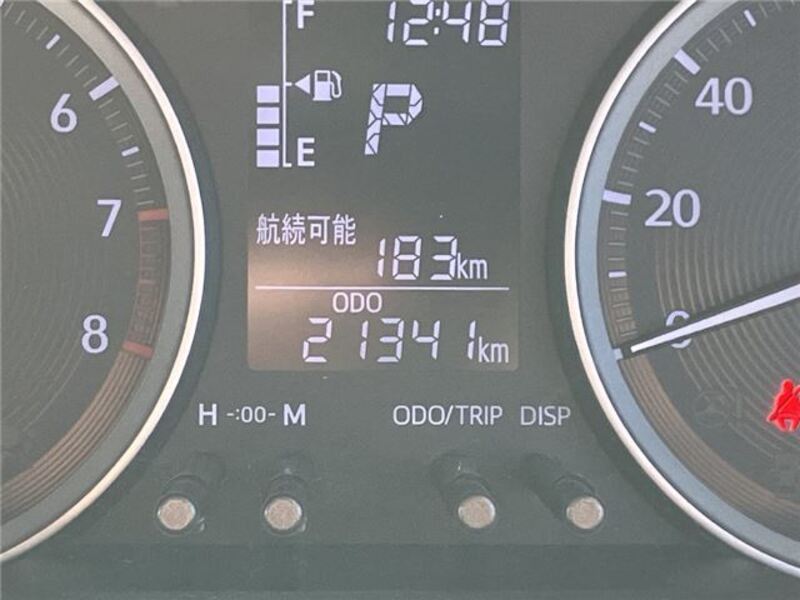 F
12:48
P
E
航続可能
183km
ODO
21341km
6
7
8
40
20
0
H -:00- M
ODO/TRIP DISP